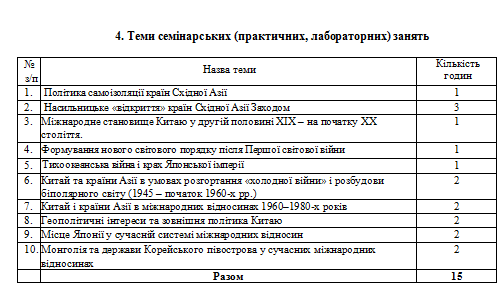 4. Теми семінарських (практичних, лабораторних) занять
№ з/п
Назва теми
Кількість годин
1. Політика самоізоляції країн Східної Азії 1
2. Насильницьке «відкриття» країн Східної Азії Заходом 3
3. Міжнародне становище Китаю у другій половині ХІХ – на початку ХХ 1
століття.
4. Формування нового світового порядку після Першої світової війни 1
5. Тихоокеанська війна і крах Японської імперії 1
6. Китай та країни Азії в умовах розгортання «холодної війни» і розбудови 2
біполярного світу (1945 – початок 1960-х рр.)
7. Китай і країни Азії в міжнародних відносинах 1960–1980-х років 2
8. Геополітичні інтереси та зовнішня політика Китаю 2
9. Місце Японії у сучасній системі міжнародних відносин 2
10. Монголія та держави Корейського півострова у сучасних міжнародних 2
відносинах
Разом 15